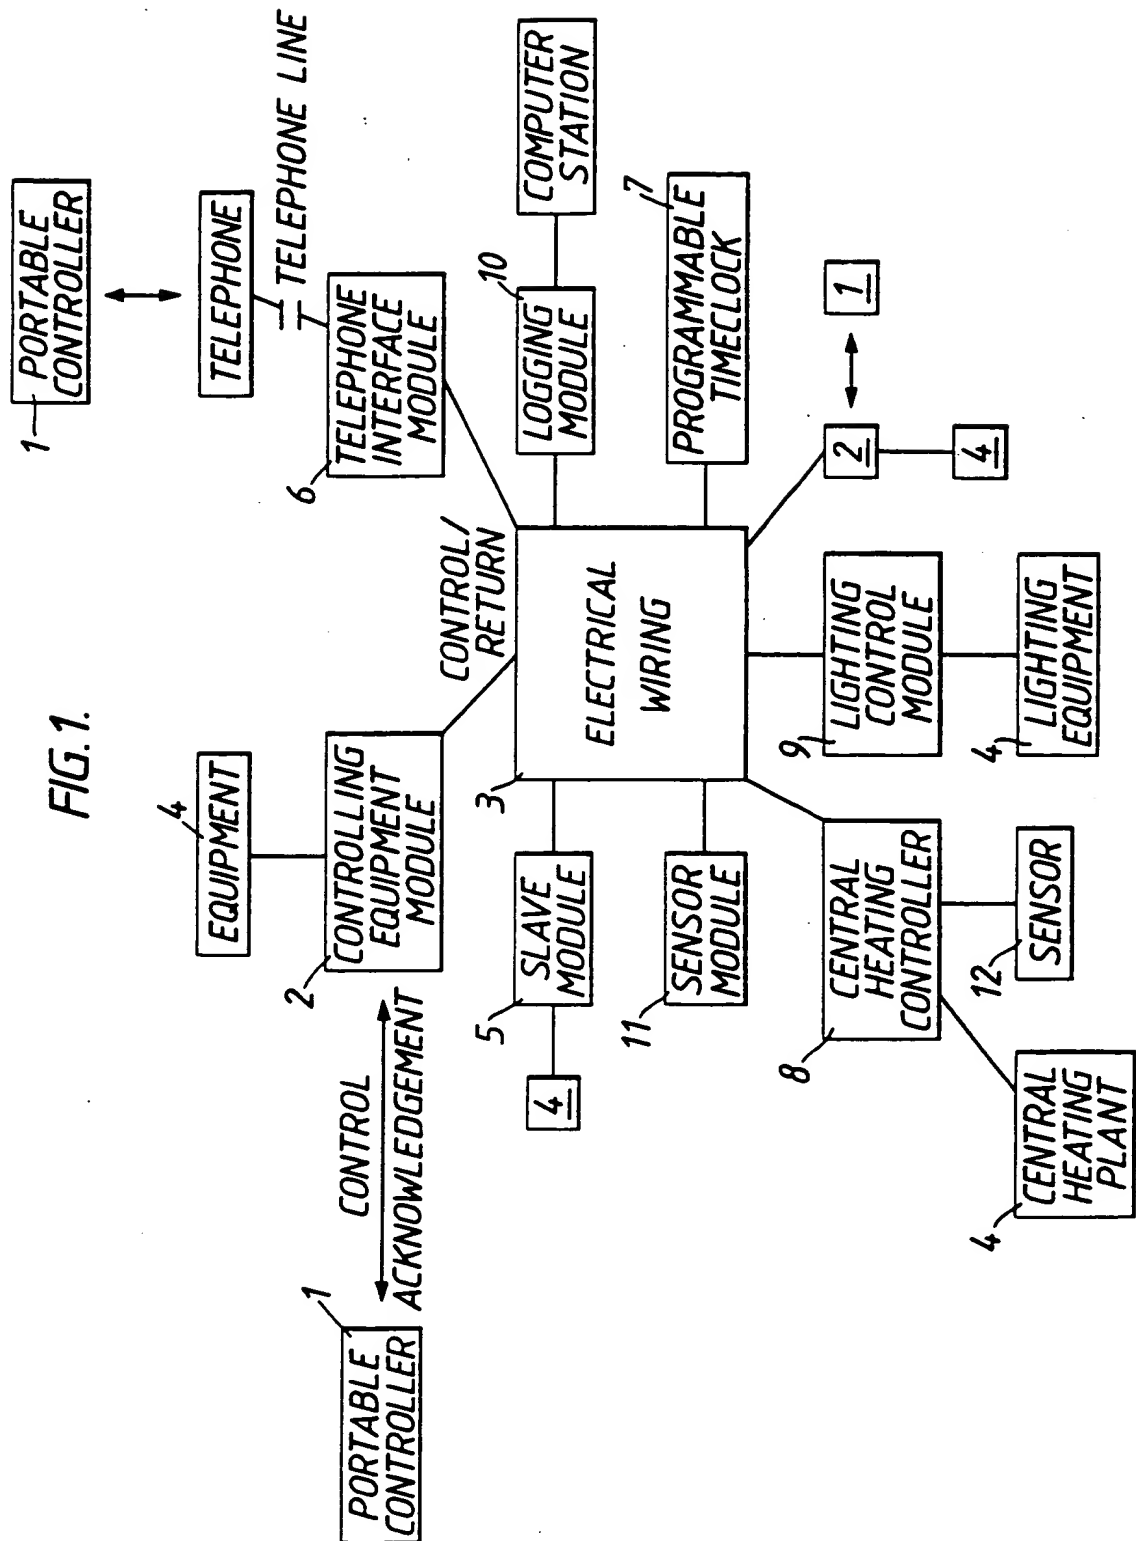 FIG.1.
PORTABLE
CONTROLLER
1
CONTROL
ACKNOWLEDGEMENT
EQUIPMENT
4
CONTROLLING
EQUIPMENT
MODULE
2
CONTROL/
RETURN
PORTABLE
CONTROLLER
1
TELEPHONE
TELEPHONE LINE
TELEPHONE
INTERFACE
MODULE
6
4
SLAVE
MODULE
5
ELECTRICAL
WIRING
3
LOGGING
MODULE
10
COMPUTER
STATION
SENSOR
MODULE
11
PROGRAMMABLE
TIMECLOCK
7
CENTRAL
HEATING
CONTROLLER
8
CENTRAL
HEATING
PLANT
4
SENSOR
12
LIGHTING
CONTROL
MODULE
9
LIGHTING
EQUIPMENT
4
2
1
4